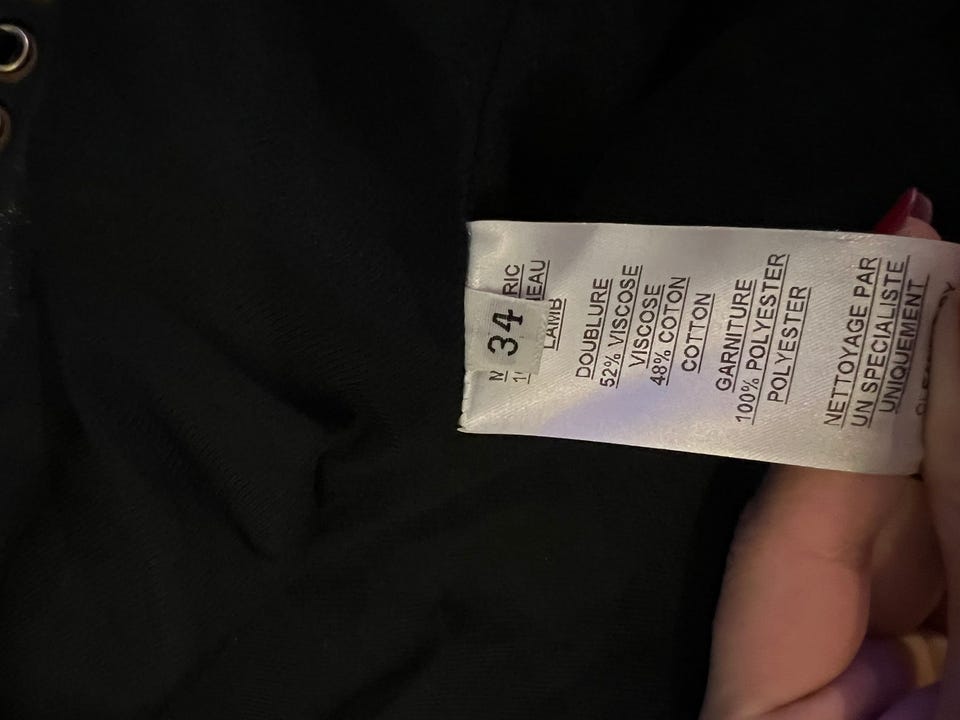 34
LAMB
DOUBLURE
52% VISCOSE
VISCOSE
48% COTON
COTTON
GARNITURE
100% POLYESTER
POLYESTER
NETTOYAGE PAR
UN SPECIALISTE
UNIQUEMENT